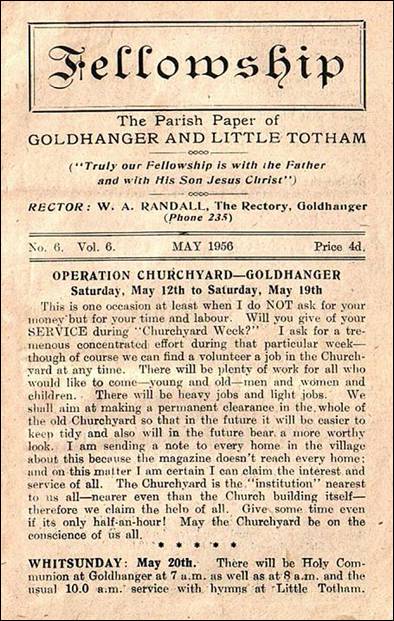 Fellowship
The Parish Paper of
GOLDHANGER AND LITTLE TOTHAM
("Truly our Fellowship is with the Father
and with His Son Jesus Christ")
RECTOR: W. A. RANDALL, The Rectory, Goldhanger
(Phone 235)
No. 6. Vol. 6. MAY 1956 Price 4d.
OPERATION CHURCHYARD—GOLDHANGER
Saturday, May 12th to Saturday, May 19th
This is one occasion at least when I do NOT ask for your
money but for your time and labour. Will you give of your
SERVICE during "Churchyard Week?" I ask for a tre-
menous concentrated effort during that particular week—
though of course we can find a volunteer a job in the Church-
yard at any time. There will be plenty of work for all who
would like to come—young and old—men and women and
children. There will be heavy jobs and light jobs. We
shall aim at making a permanent clearance in the whole of
the old Churchyard so that in the future it will be easier to
keep tidy and also will in the future bear a more worthy
look. I am sending a note to every home in the village
about this because the magazine doesn't reach every home;
and on this matter I am certain I can claim the interest and
service of all. The Churchyard is the "institution" nearest
to us all—nearer even than the Church building itself—
therefore we claim the help of all. Give some time even
if its only half-an-hour! May the Churchyard be on the
conscience of us all.
* * * * *
WHITSUNDAY: May 20th. There will be Holy Com-
munion at Goldhanger at 7 a.m. as well as at 8 a.m. and the
usual 10.0 a.m. service with hymns at Little Totham.